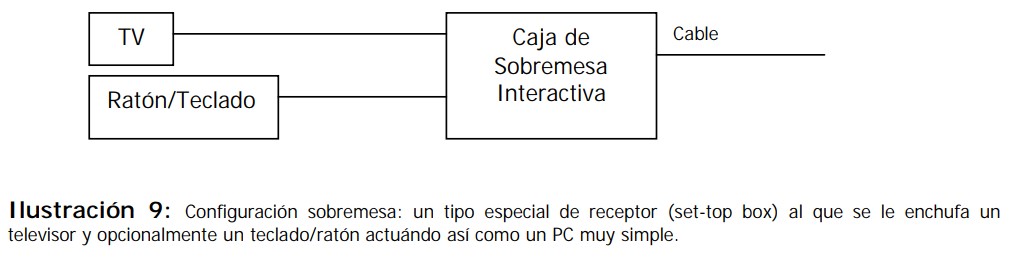 TV
Ratón/Teclado
Caja de
Sobremesa
Interactiva
Cable
Ilustración 9: Configuración sobremesa: un tipo especial de receptor (set-top box) al que se le enchufa un
televisor y opcionalmente un teclado/ratón actuándo así como un PC muy simple.